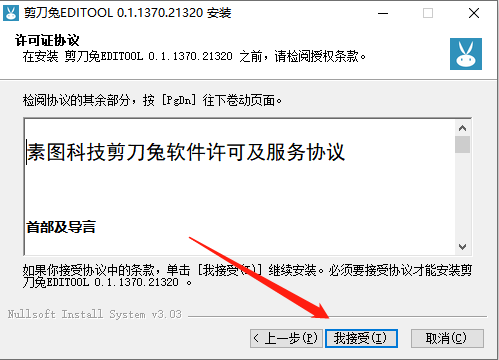 剪刀兔EDITOOL 0.1.1370.21320 安装
许可证协议
在安装 剪刀兔EDITOOL 0.1.1370.21320 之前，请检阅授权条款。
检阅协议的其余部分，按 [PgDn] 往下卷动页面。
素图科技剪刀兔软件许可及服务协议
首部及导言
如果你接受协议中的条款，单击 [我接受(I)] 继续安装。必须要接受协议才能安装剪
刀兔EDITOOL 0.1.1370.21320 。
Nullsoft Install System v3.03
< 上一步(P) 我接受(I) 取消(C)